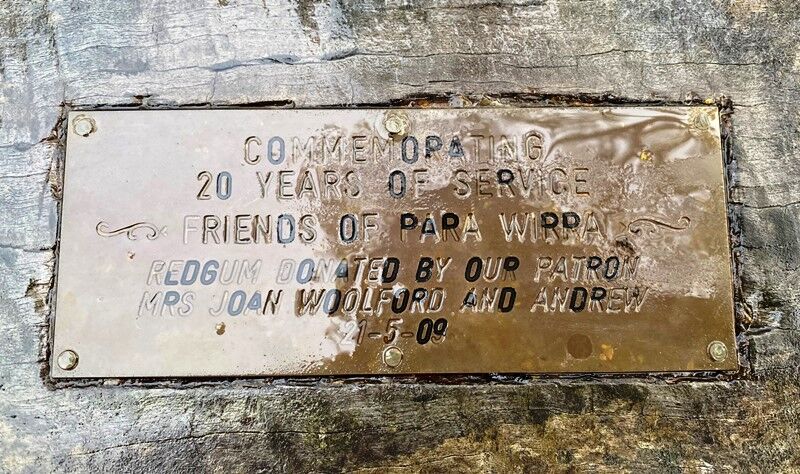 COMMEMORATING
20 YEARS OF SERVICE
FRIENDS OF PARA WIRRA
REDGUM DONATED BY OUR PATRON
MRS JOAN WOOLFORD AND ANDREW
21-5-09